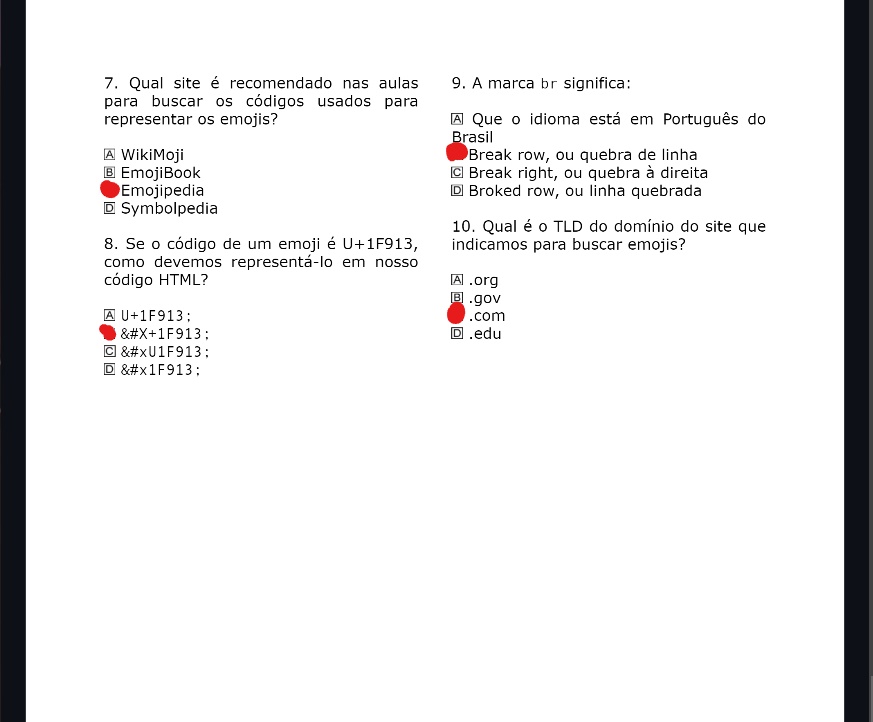 7. Qual site é recomendado nas aulas
para buscar os códigos usados para
representar os emojis?
A WikiMoji
B EmojiBook
Emojipedia
D Symbolpedia
8. Se o código de um emoji é U+1F913,
como devemos representá-lo em nosso
código HTML?
A U+1F913;
&#X+1F913;
C &#xU1F913;
D &#x1F913;
9. A marca br significa:
A Que o idioma está em Português do
Brasil
Break row, ou quebra de linha
C Break right, ou quebra à direita
D Broked row, ou linha quebrada
10. Qual é o TLD do domínio do site que
indicamos para buscar emojis?
A .org
B .gov
.com
D .edu